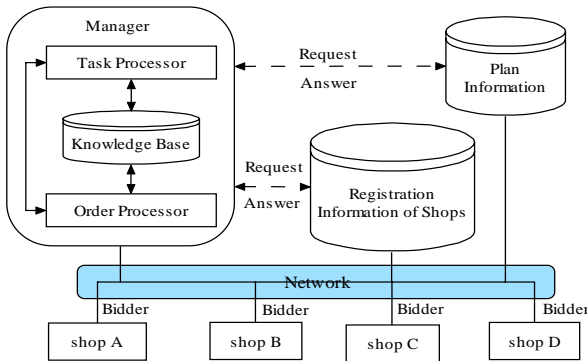 Manager
Task Processor
Knowledge Base
Order Processor
Request
Answer
Plan
Information
Request
Answer
Registration
Information of Shops
Network
Bidder
Bidder
Bidder
Bidder
shop A
shop B
shop C
shop D